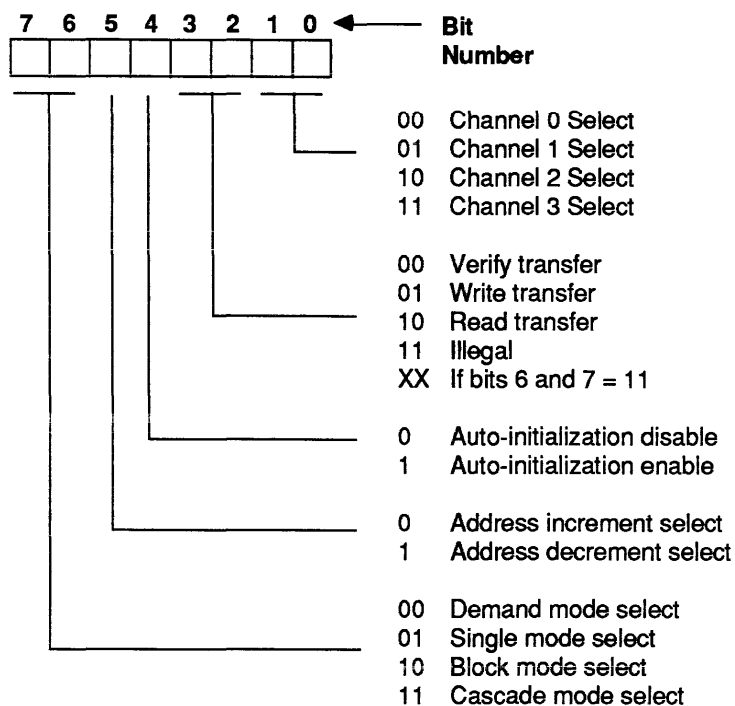 7 6 5 4 3 2 1 0 Bit
Number
00 Channel 0 Select
01 Channel 1 Select
10 Channel 2 Select
11 Channel 3 Select
00 Verify transfer
01 Write transfer
10 Read transfer
11 Illegal
XX If bits 6 and 7 = 11
0 Auto-initialization disable
1 Auto-initialization enable
0 Address increment select
1 Address decrement select
00 Demand mode select
01 Single mode select
10 Block mode select
11 Cascade mode select